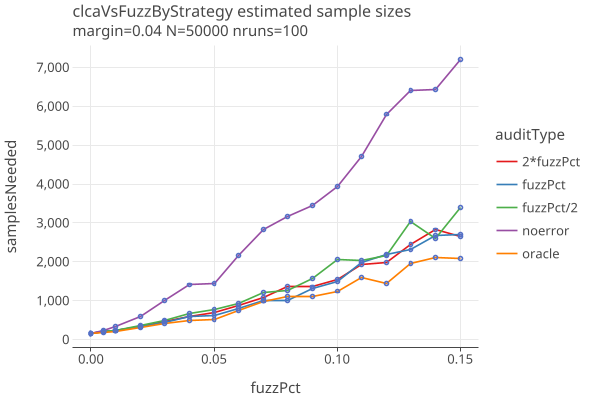 clcaVsFuzzByStrategy estimated sample sizes
margin=0.04 N=50000 nruns=100
samplesNeeded
7,000
6,000
5,000
4,000
3,000
2,000
1,000
0
0.00
0.05
0.10
0.15
fuzzPct
auditType
2*fuzzPct
fuzzPct
fuzzPct/2
noerror
oracle